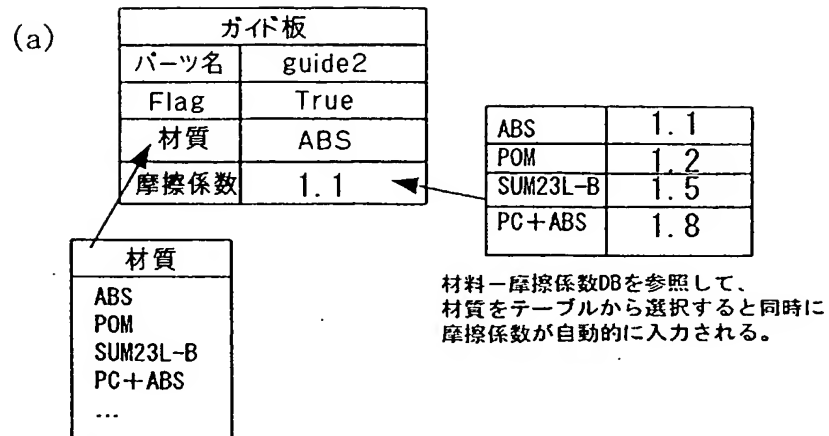 (a)
ガイド板
パーツ名 guide2
Flag True
材質 ABS
摩擦係数 1.1
ABS 1.1
POM 1.2
SUM23L-B 1.5
PC+ABS 1.8
材質
ABS
POM
SUM23L-B
PC+ABS
...
材料−摩擦係数DBを参照して、
材質をテーブルから選択すると同時に
摩擦係数が自動的に入力される。